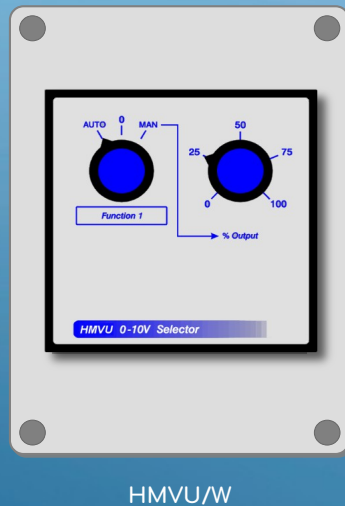 AUTO 0 MAN
50
25 75
0 100
Function 1
% Output
HMVU 0-10V Selector
HMVU/W